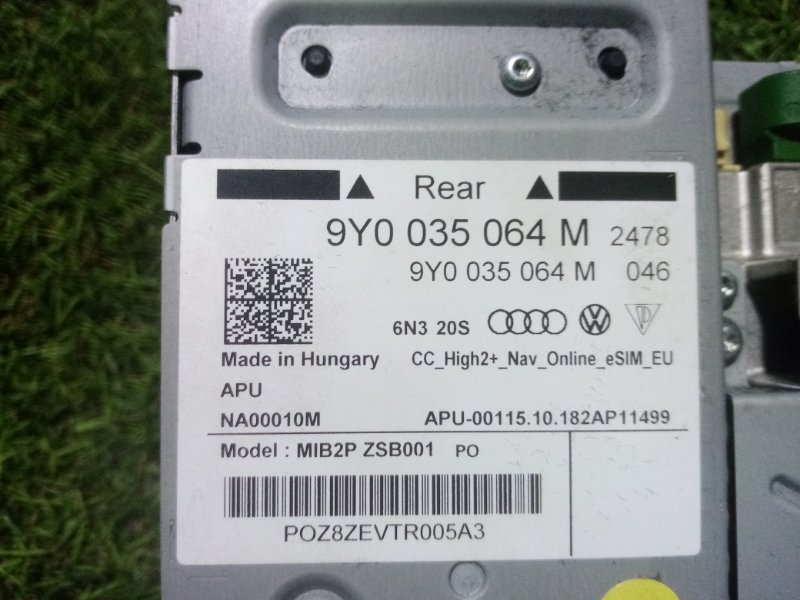 Rear
9Y0 035 064 M 2478
9Y0 035 064 M 046
6N3 20S
Made in Hungary CC_High2+_Nav_Online_eSIM_EU
APU
NA00010M APU-00115.10.182AP11499
Model : MIB2P ZSB001 PO
POZ8ZEVTR005A3